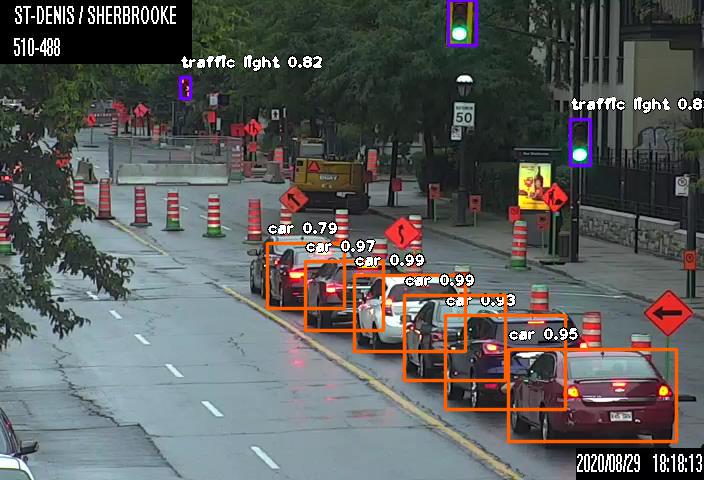 ST-DENIS / SHERBROOKE
510-488
traffic light 0.82
traffic light 0.8
MAXIMUM
50
car 0.79
car 0.97
car 0.99
car 0.99
car 0.93
car 0.95
2020/08/29 18:18:13